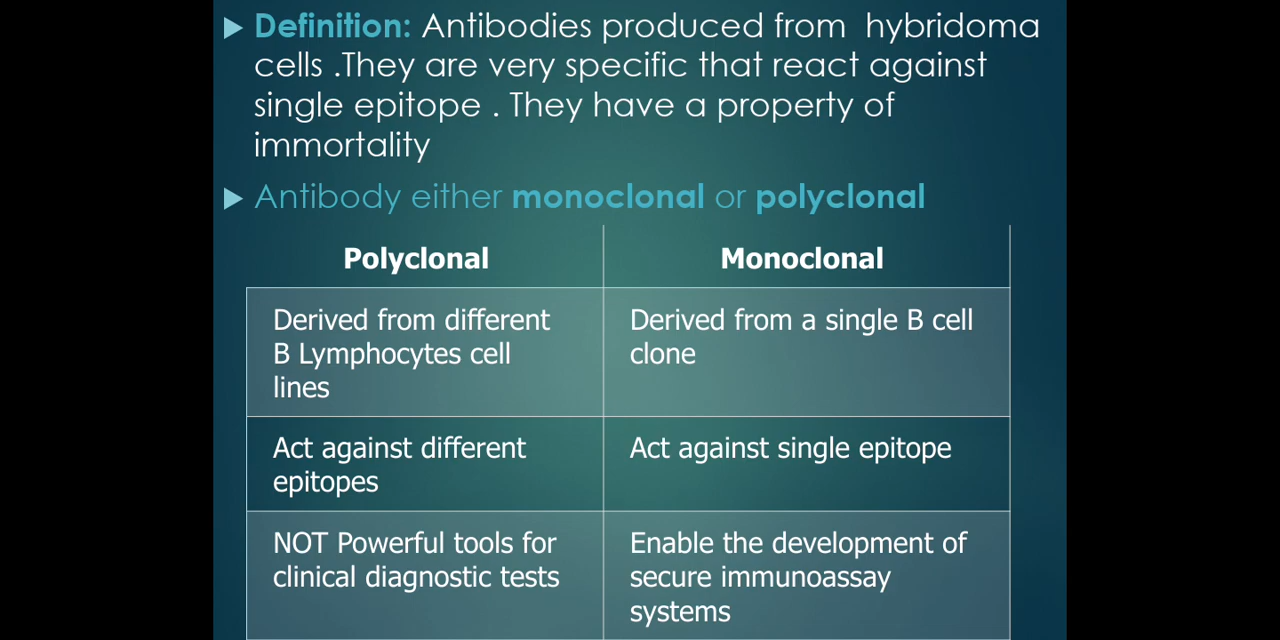 Definition: Antibodies produced from hybridoma
cells .They are very specific that react against
single epitope . They have a property of
immortality
Antibody either monoclonal or polyclonal
Polyclonal
Monoclonal
Derived from different
B Lymphocytes cell
lines
Derived from a single B cell
clone
Act against different
epitopes
Act against single epitope
NOT Powerful tools for
clinical diagnostic tests
Enable the development of
secure immunoassay
systems